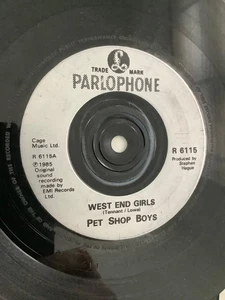 TRADE MARK
PARLOPHONE
Cage
Music Ltd.
R 6115A
℗1985
Original
sound
recording
made by
EMI Records
Ltd.
R 6115
Produced by
Stephen
Hague
WEST END GIRLS
(Tennant / Lowe)
PET SHOP BOYS